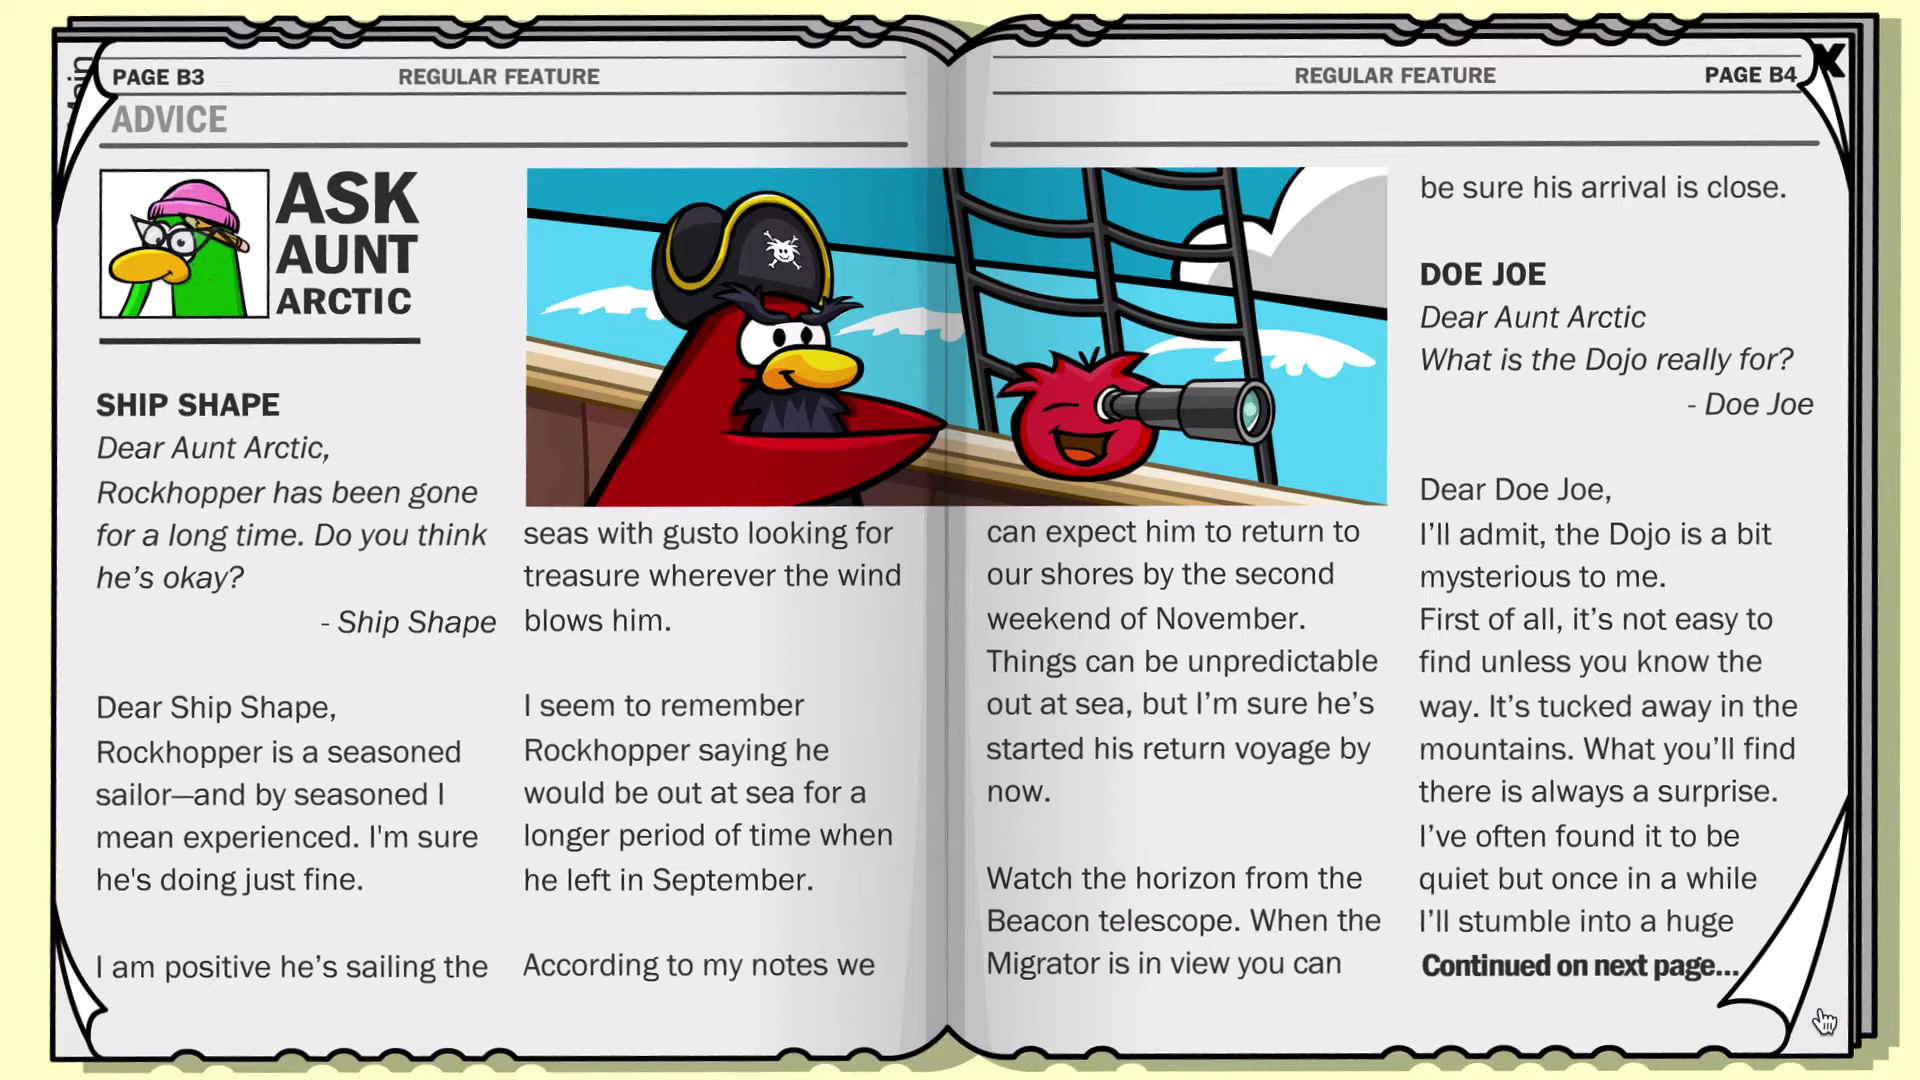 PAGE B3
REGULAR FEATURE
ADVICE
ASK
AUNT
ARCTIC
SHIP SHAPE
Dear Aunt Arctic,
Rockhopper has been gone
for a long time. Do you think
he's okay?
- Ship Shape
Dear Ship Shape,
Rockhopper is a seasoned
sailor—and by seasoned I
mean experienced. I'm sure
he's doing just fine.
I am positive he's sailing the
seas with gusto looking for
treasure wherever the wind
blows him.
I seem to remember
Rockhopper saying he
would be out at sea for a
longer period of time when
he left in September.
According to my notes we
REGULAR FEATURE
PAGE B4
can expect him to return to
our shores by the second
weekend of November.
Things can be unpredictable
out at sea, but I'm sure he's
started his return voyage by
now.
Watch the horizon from the
Beacon telescope. When the
Migrator is in view you can
be sure his arrival is close.
DOE JOE
Dear Aunt Arctic
What is the Dojo really for?
- Doe Joe
Dear Doe Joe,
I'll admit, the Dojo is a bit
mysterious to me.
First of all, it's not easy to
find unless you know the
way. It's tucked away in the
mountains. What you'll find
there is always a surprise.
I've often found it to be
quiet but once in a while
I'll stumble into a huge
Continued on next page...